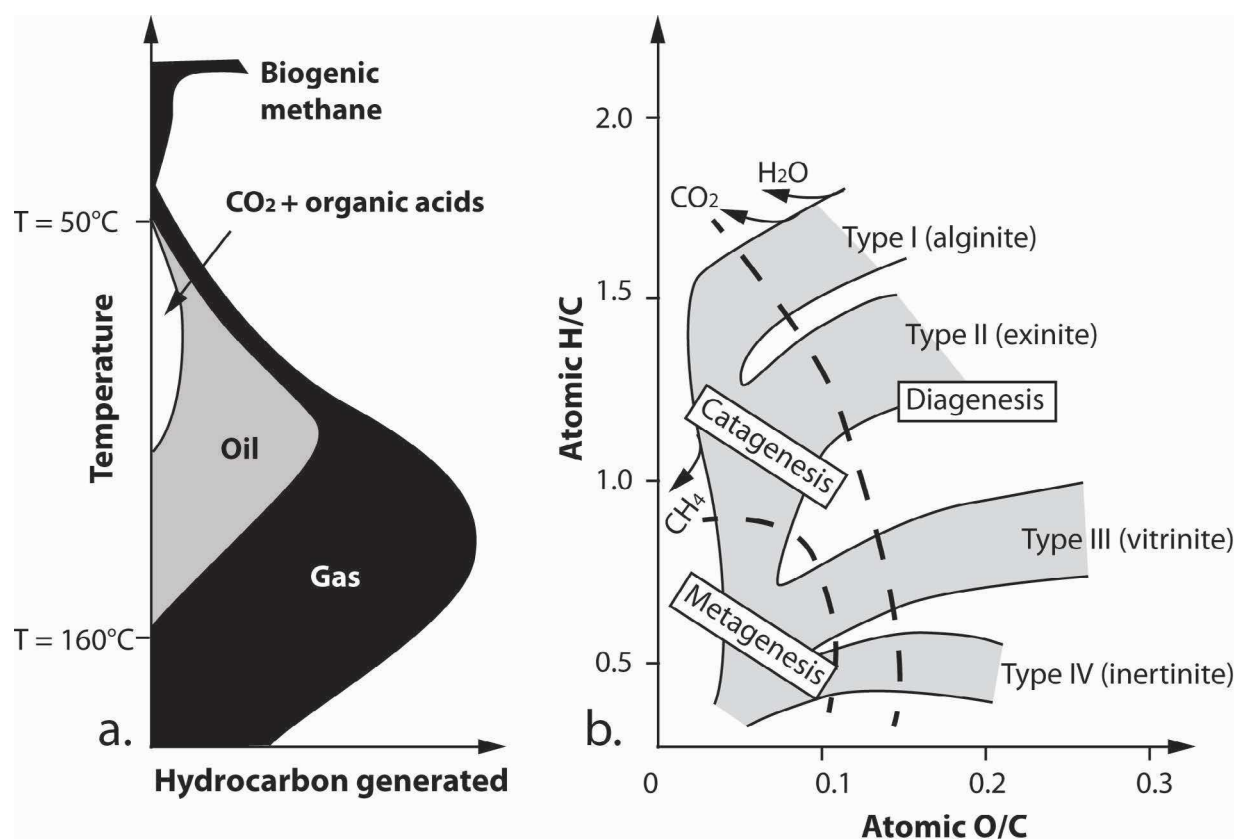 Biogenic
methane
CO₂ + organic acids
T = 50°C
Temperature
Oil
Gas
T = 160°C
a.
Hydrocarbon generated
2.0
H₂O
CO₂
Type I (alginite)
1.5
Type II (exinite)
Atomic H/C
Diagenesis
Catagenesis
1.0
CH₄
Type III (vitrinite)
Metagenesis
0.5
Type IV (inertinite)
b.
0
0.1
0.2
0.3
Atomic O/C